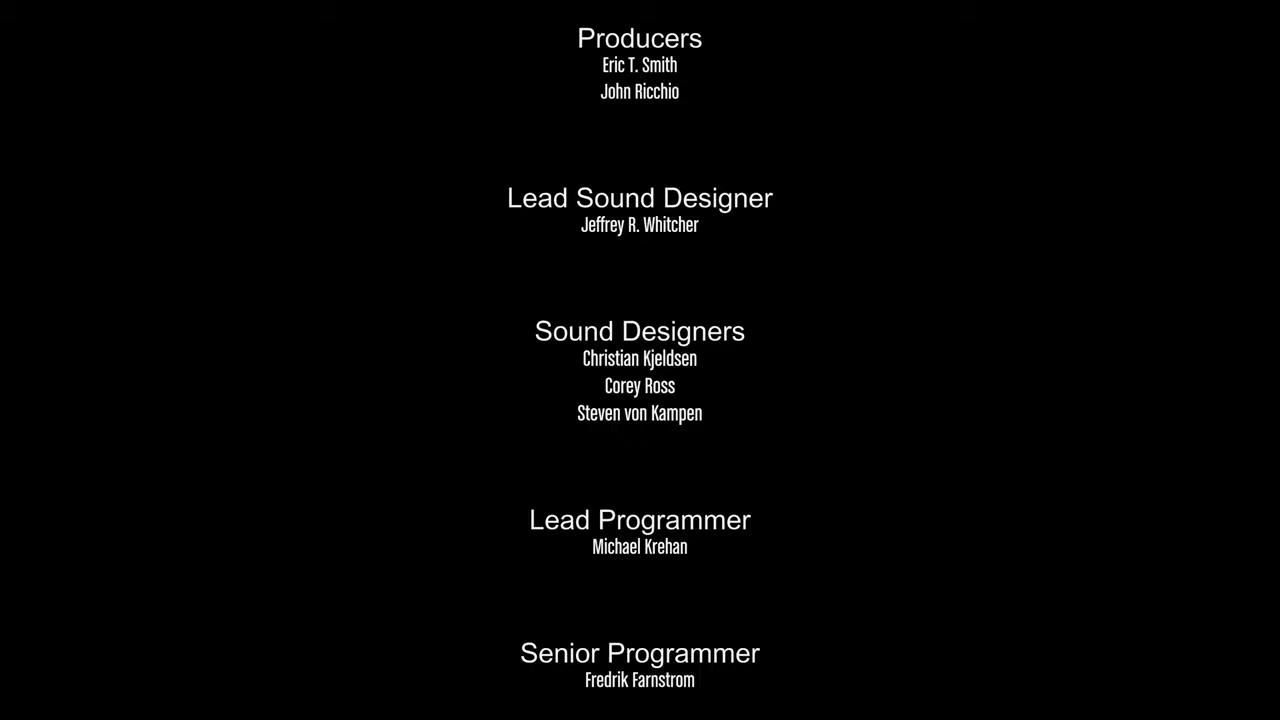 Producers
Eric T. Smith
John Ricchio
Lead Sound Designer
Jeffrey R. Whitcher
Sound Designers
Christian Kjeldsen
Corey Ross
Steven von Kampen
Lead Programmer
Michael Krehan
Senior Programmer
Fredrik Farnstrom